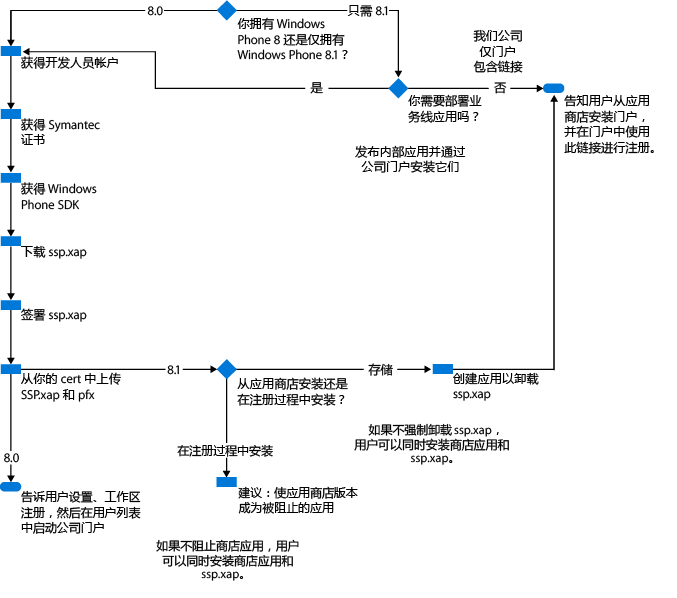 8.0
你拥有 Windows
Phone 8 还是仅拥有
Windows Phone 8.1？
只需 8.1
我们公司
仅门户
包含链接
获得开发人员帐户
是
你需要部署业
务线应用吗？
否
告知用户从应用
商店安装门户，
并在门户中使用
此链接进行注册。
发布内部应用并通过
公司门户安装它们
获得 Symantec
证书
获得 Windows
Phone SDK
下载 ssp.xap
签署 ssp.xap
从你的 cert 中上传
SSP.xap 和 pfx
8.1
从应用商店安装还是
在注册过程中安装？
存储
创建应用以卸载
ssp.xap
如果不强制卸载 ssp.xap，
用户可以同时安装商店应用和
ssp.xap。
在注册过程中安装
8.0
告诉用户设置、工作区
注册，然后在用户列表
中启动公司门户
建议：使应用商店版本
成为被阻止的应用
如果不阻止商店应用，用户
可以同时安装商店应用和
ssp.xap。